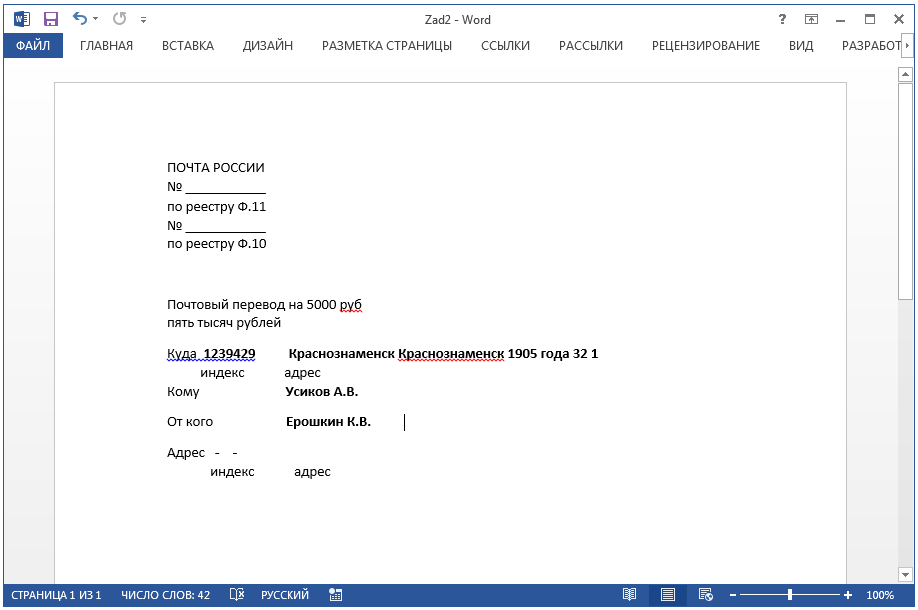 Zad2 - Word
ФАЙЛ ГЛАВНАЯ ВСТАВКА ДИЗАЙН РАЗМЕТКА СТРАНИЦЫ ССЫЛКИ РАССЫЛКИ РЕЦЕНЗИРОВАНИЕ ВИД РАЗРАБОТ
ПОЧТА РОССИИ
№ ___________
по реестру Ф.11
№ ___________
по реестру Ф.10
Почтовый перевод на 5000 руб
пять тысяч рублей
Куда 1239429 Краснознаменск Краснознаменск 1905 года 32 1
индекс адрес
Кому Усиков А.В.
От кого Ерошкин К.В.
Адрес - -
индекс адрес
СТРАНИЦА 1 ИЗ 1 ЧИСЛО СЛОВ: 42 РУССКИЙ 100%